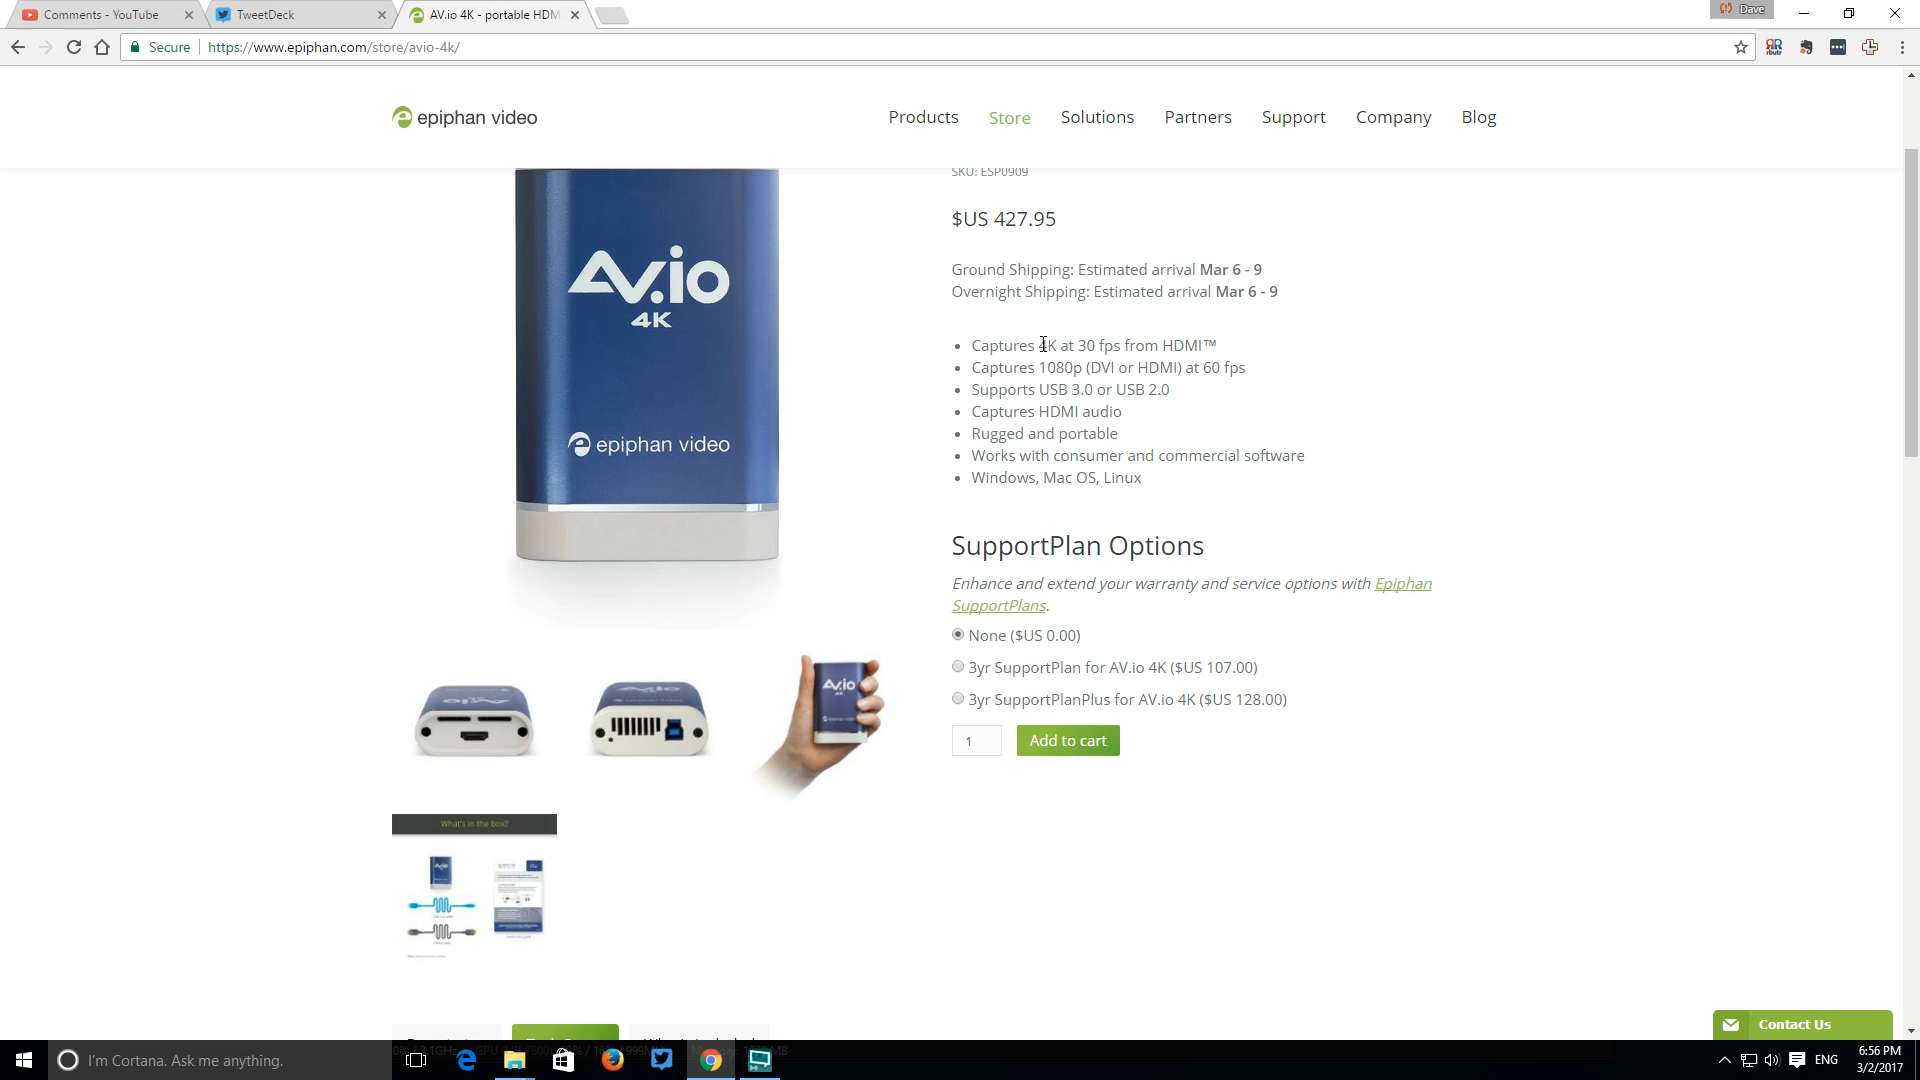 Comments - YouTube
TweetDeck
AV.io 4K - portable HDM
Dave
Secure
https://www.epiphan.com/store/avio-4k/
rbutr
epiphan video
Products
Store
Solutions
Partners
Support
Company
Blog
SKU: ESP0909
$US 427.95
Ground Shipping: Estimated arrival Mar 6 - 9
Overnight Shipping: Estimated arrival Mar 6 - 9
• Captures 4K at 30 fps from HDMI™
• Captures 1080p (DVI or HDMI) at 60 fps
• Supports USB 3.0 or USB 2.0
• Captures HDMI audio
• Rugged and portable
• Works with consumer and commercial software
• Windows, Mac OS, Linux
AV.io
4K
epiphan video
SupportPlan Options
Enhance and extend your warranty and service options with Epiphan
SupportPlans.
None ($US 0.00)
3yr SupportPlan for AV.io 4K ($US 107.00)
3yr SupportPlanPlus for AV.io 4K ($US 128.00)
1
Add to cart
AV.io
What's in the box?
Contact Us
I'm Cortana. Ask me anything.
ENG
6:56 PM
3/2/2017